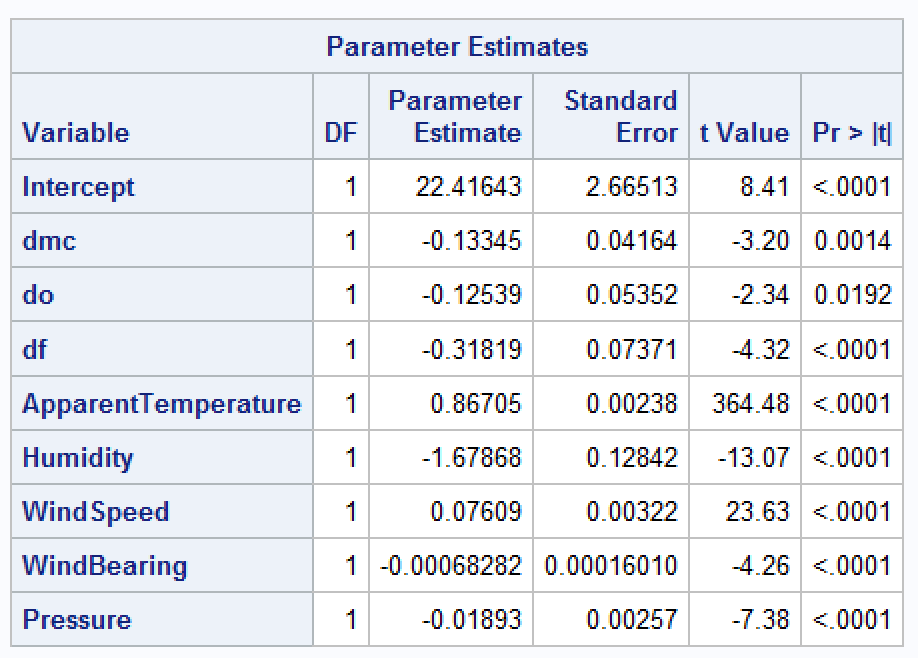 Parameter Estimates
Variable DF Parameter Estimate Standard Error t Value Pr > |t|
Intercept 1 22.41643 2.66513 8.41 <.0001
dmc 1 -0.13345 0.04164 -3.20 0.0014
do 1 -0.12539 0.05352 -2.34 0.0192
df 1 -0.31819 0.07371 -4.32 <.0001
ApparentTemperature 1 0.86705 0.00238 364.48 <.0001
Humidity 1 -1.67868 0.12842 -13.07 <.0001
WindSpeed 1 0.07609 0.00322 23.63 <.0001
WindBearing 1 -0.00068282 0.00016010 -4.26 <.0001
Pressure 1 -0.01893 0.00257 -7.38 <.0001